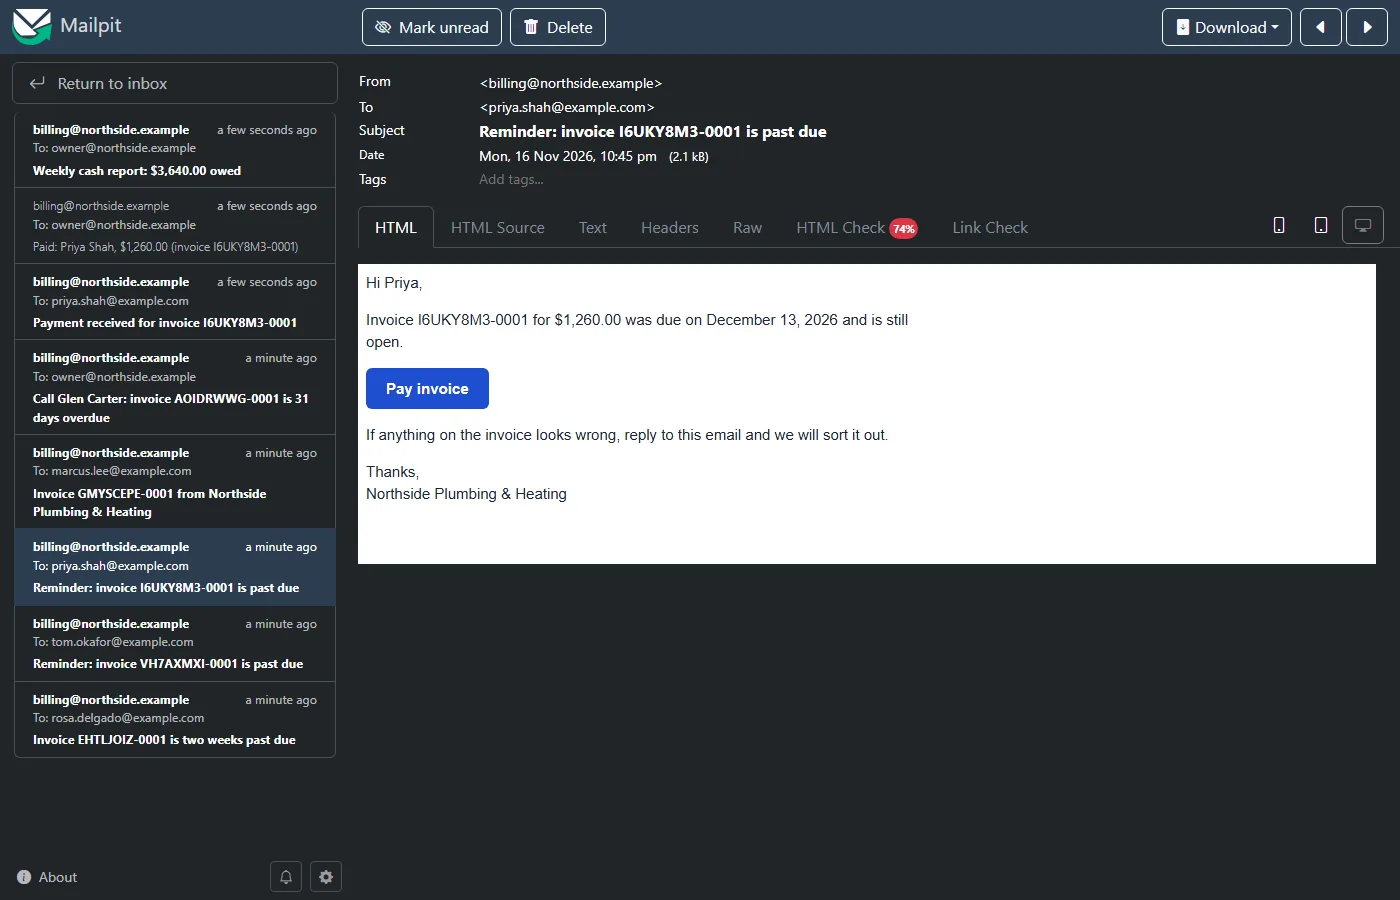 Mailpit
Mark unread
Delete
Download
Return to inbox
billing@northside.example a few seconds ago
To: owner@northside.example
Weekly cash report: $3,640.00 owed
billing@northside.example a few seconds ago
To: owner@northside.example
Paid: Priya Shah, $1,260.00 (invoice I6UKY8M3-0001)
billing@northside.example a few seconds ago
To: priya.shah@example.com
Payment received for invoice I6UKY8M3-0001
billing@northside.example a minute ago
To: owner@northside.example
Call Glen Carter: invoice AOIDRWWG-0001 is 31
days overdue
billing@northside.example a minute ago
To: marcus.lee@example.com
Invoice GMYSCEPE-0001 from Northside
Plumbing & Heating
billing@northside.example a minute ago
To: priya.shah@example.com
Reminder: invoice I6UKY8M3-0001 is past due
billing@northside.example a minute ago
To: tom.okafor@example.com
Reminder: invoice VH7AXMXI-0001 is past due
billing@northside.example a minute ago
To: rosa.delgado@example.com
Invoice EHTLJOIZ-0001 is two weeks past due
About
From <billing@northside.example>
To <priya.shah@example.com>
Subject Reminder: invoice I6UKY8M3-0001 is past due
Date Mon, 16 Nov 2026, 10:45 pm (2.1 kB)
Tags Add tags...
HTML HTML Source Text Headers Raw HTML Check 74% Link Check
Hi Priya,
Invoice I6UKY8M3-0001 for $1,260.00 was due on December 13, 2026 and is still
open.
Pay invoice
If anything on the invoice looks wrong, reply to this email and we will sort it out.
Thanks,
Northside Plumbing & Heating